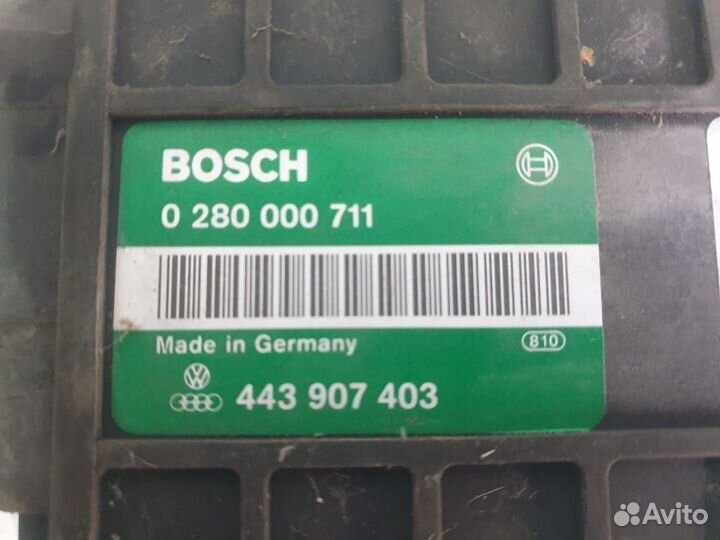 BOSCH
0 280 000 711
Made in Germany
810
443 907 403
Avito